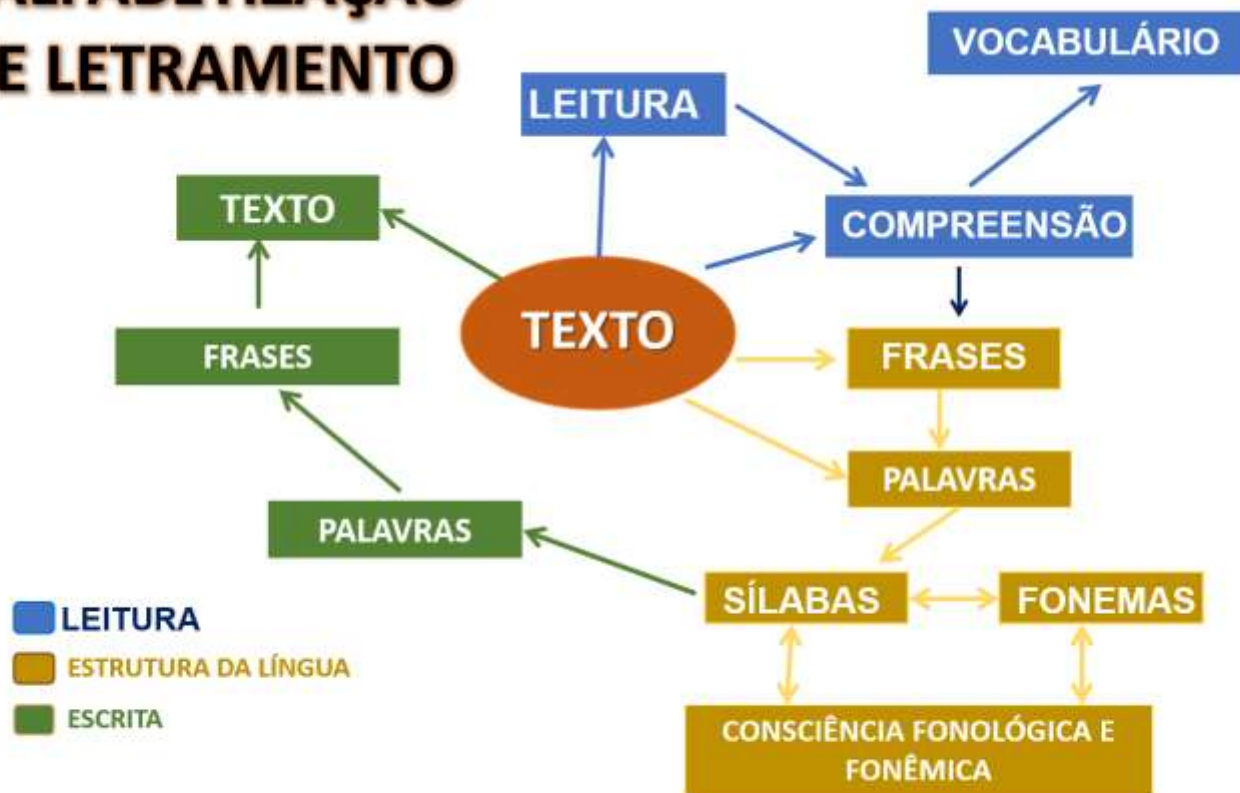 ALFABETIZAÇÃO
E LETRAMENTO
VOCABULÁRIO
LEITURA
TEXTO
COMPREENSÃO
TEXTO
FRASES
FRASES
PALAVRAS
PALAVRAS
SÍLABAS
FONEMAS
LEITURA
ESTRUTURA DA LÍNGUA
ESCRITA
CONSCIÊNCIA FONOLÓGICA E
FONÊMICA